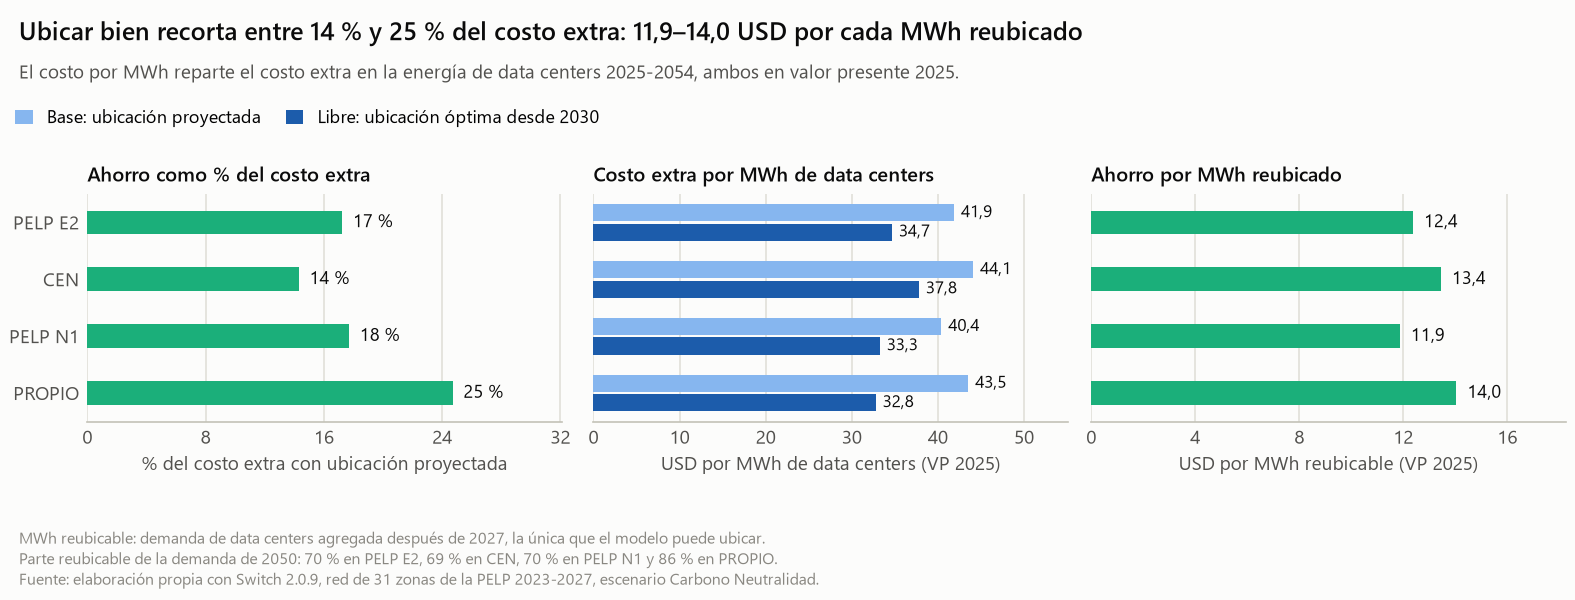 Ubicar bien recorta entre 14 % y 25 % del costo extra: 11,9–14,0 USD por cada MWh reubicado
El costo por MWh reparte el costo extra en la energía de data centers 2025-2054, ambos en valor presente 2025.
Base: ubicación proyectada
Libre: ubicación óptima desde 2030
Ahorro como % del costo extra
PELP E2
17 %
CEN
14 %
PELP N1
18 %
PROPIO
25 %
0 8 16 24 32
% del costo extra con ubicación proyectada
Costo extra por MWh de data centers
41,9
34,7
44,1
37,8
40,4
33,3
43,5
32,8
0 10 20 30 40 50
USD por MWh de data centers (VP 2025)
Ahorro por MWh reubicado
12,4
13,4
11,9
14,0
0 4 8 12 16
USD por MWh reubicable (VP 2025)
MWh reubicable: demanda de data centers agregada después de 2027, la única que el modelo puede ubicar.
Parte reubicable de la demanda de 2050: 70 % en PELP E2, 69 % en CEN, 70 % en PELP N1 y 86 % en PROPIO.
Fuente: elaboración propia con Switch 2.0.9, red de 31 zonas de la PELP 2023-2027, escenario Carbono Neutralidad.